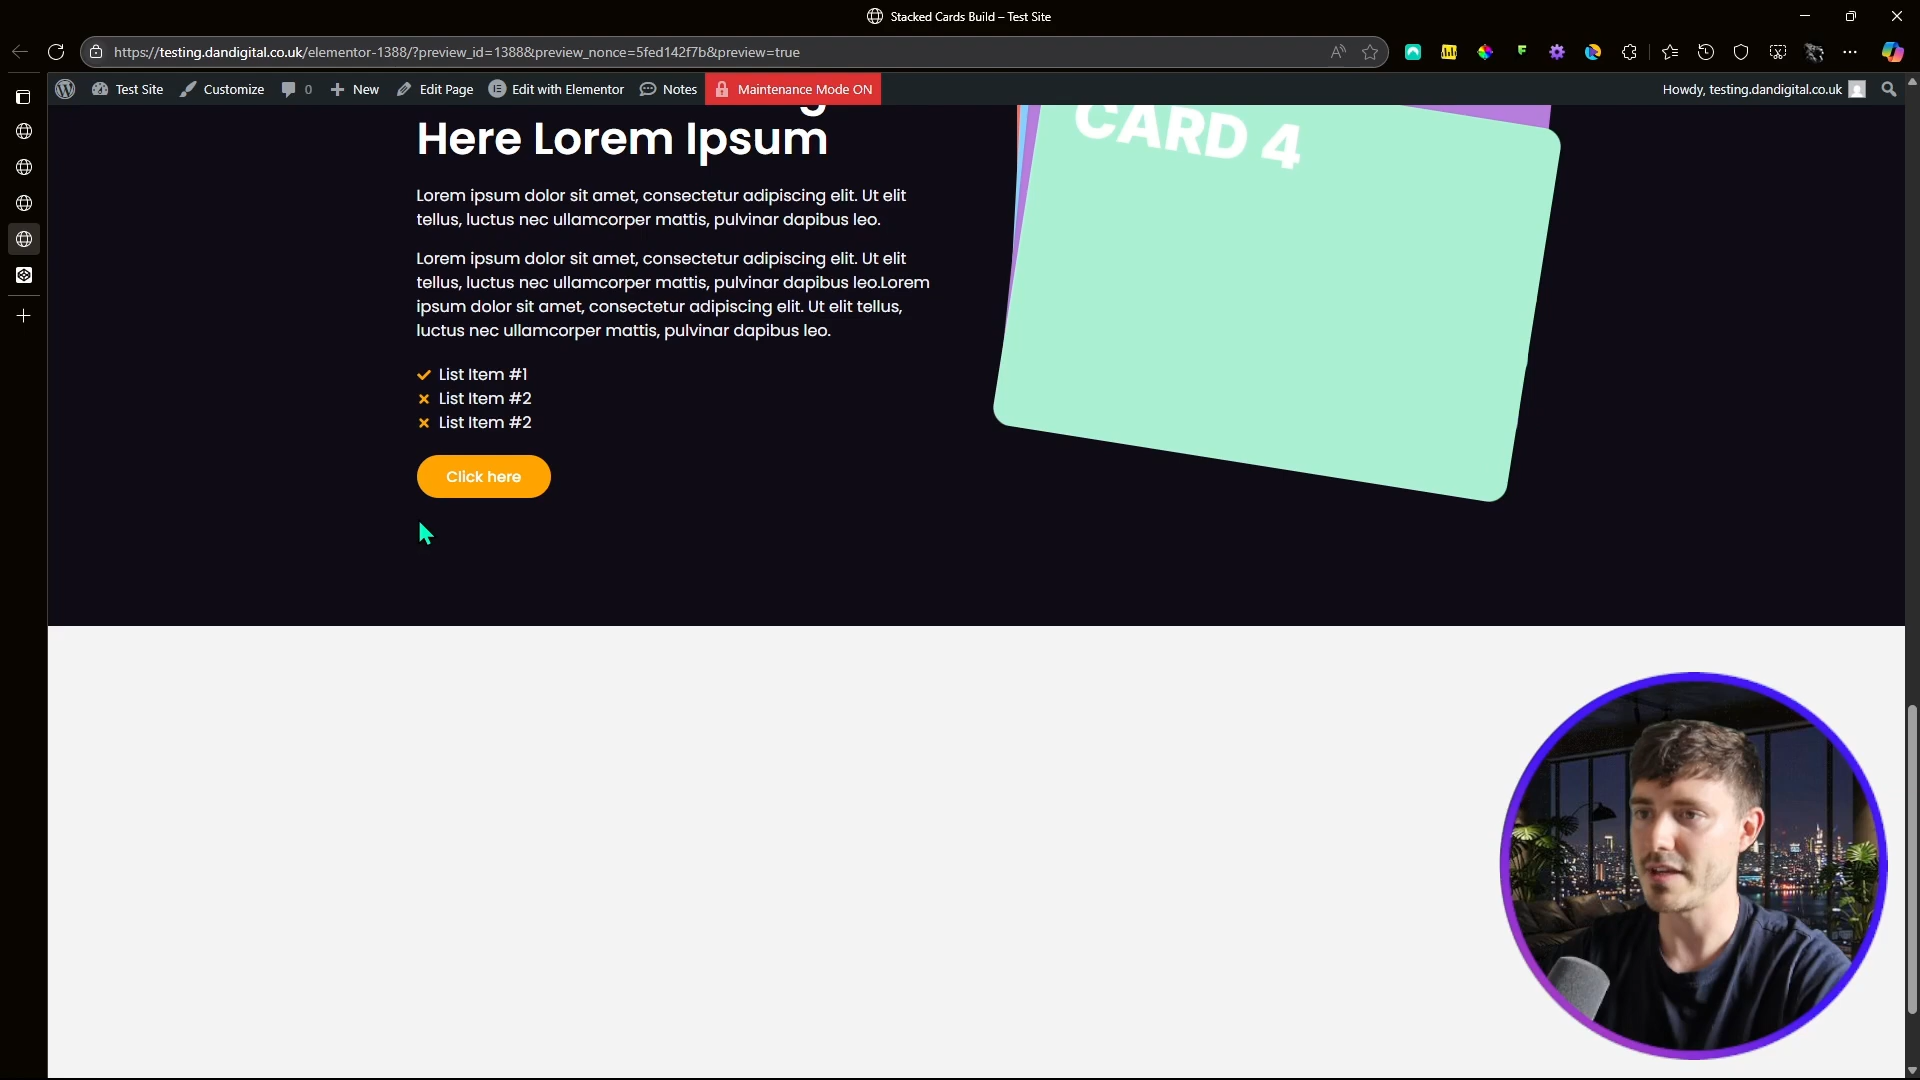 Stacked Cards Build – Test Site
https://testing.dandigital.co.uk/elementor-1388/?preview_id=1388&preview_nonce=5fed142f7b&preview=true
Test Site
Customize
0
New
Edit Page
Edit with Elementor
Notes
Maintenance Mode ON
Howdy, testing.dandigital.co.uk
Here Lorem Ipsum
Lorem ipsum dolor sit amet, consectetur adipiscing elit. Ut elit
tellus, luctus nec ullamcorper mattis, pulvinar dapibus leo.
Lorem ipsum dolor sit amet, consectetur adipiscing elit. Ut elit
tellus, luctus nec ullamcorper mattis, pulvinar dapibus leo.Lorem
ipsum dolor sit amet, consectetur adipiscing elit. Ut elit tellus,
luctus nec ullamcorper mattis, pulvinar dapibus leo.
List Item #1
List Item #2
List Item #2
Click here
CARD 4